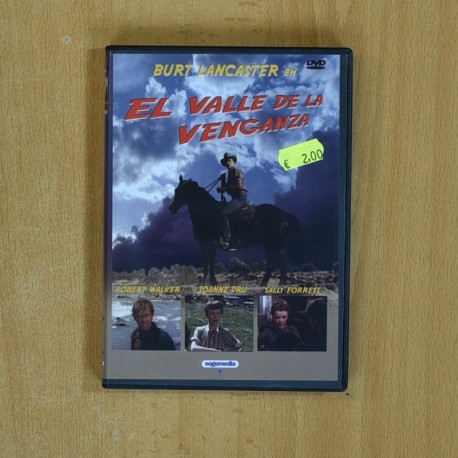 BURT LANCASTER EN
DVD
EL VALLE DE LA
VENGANZA
€ 2,00
ROBERT WALKER JOANNE DRU SALLY FORREST
sogemedia